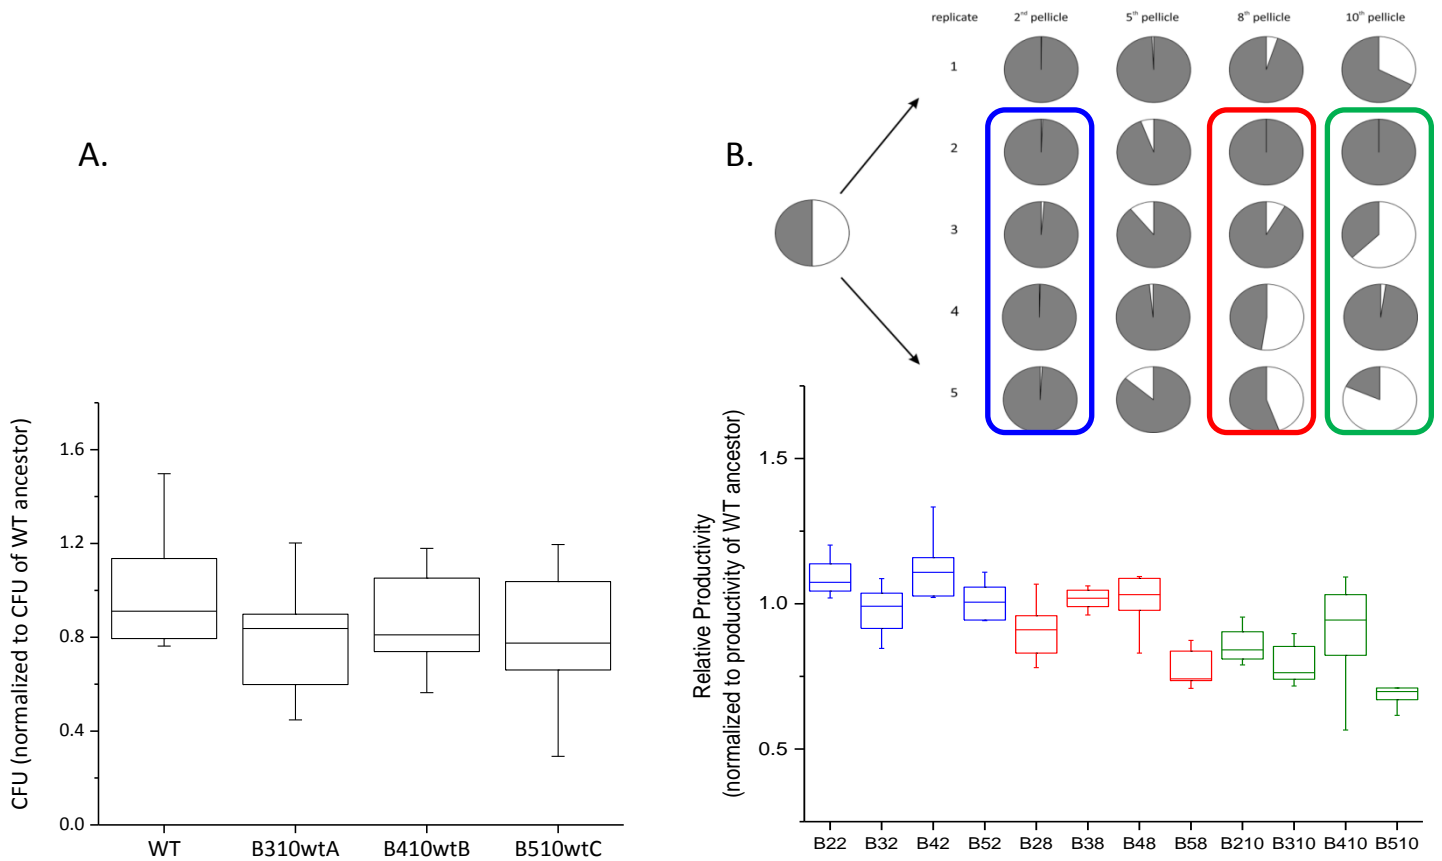 replicate 2nd pellicle 5th pellicle 8th pellicle 10th pellicle
1
A.
B.
2
3
4
5
CFU (normalized to CFU of WT ancestor)
1.6
1.2
0.8
0.4
0.0
WT B310wtA B410wtB B510wtC
Relative Productivity
(normalized to productivity of WT ancestor)
1.5
1.0
0.5
B22 B32 B42 B52 B28 B38 B48 B58 B210 B310 B410 B510